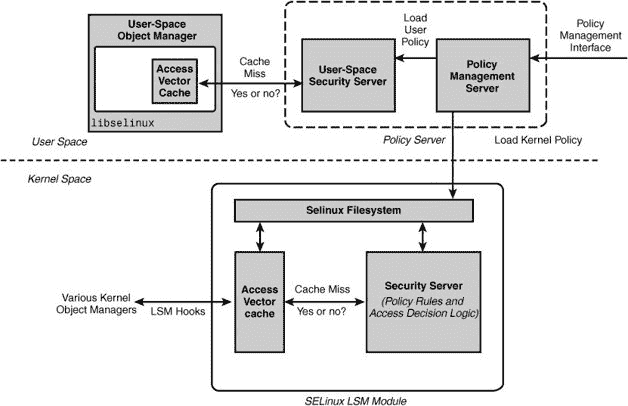 User-Space
Object Manager
Access
Vector
Cache
libselinux
User Space
Cache
Miss
Yes or no?
User-Space
Security Server
Load
User
Policy
Policy
Management
Server
Policy
Management
Interface
Policy Server
Load Kernel Policy
Kernel Space
Selinux Filesystem
Various Kernel
Object Managers
LSM Hooks
Access
Vector
cache
Cache Miss
Yes or no?
Security Server
(Policy Rules and
Access Decision Logic)
SELinux LSM Module